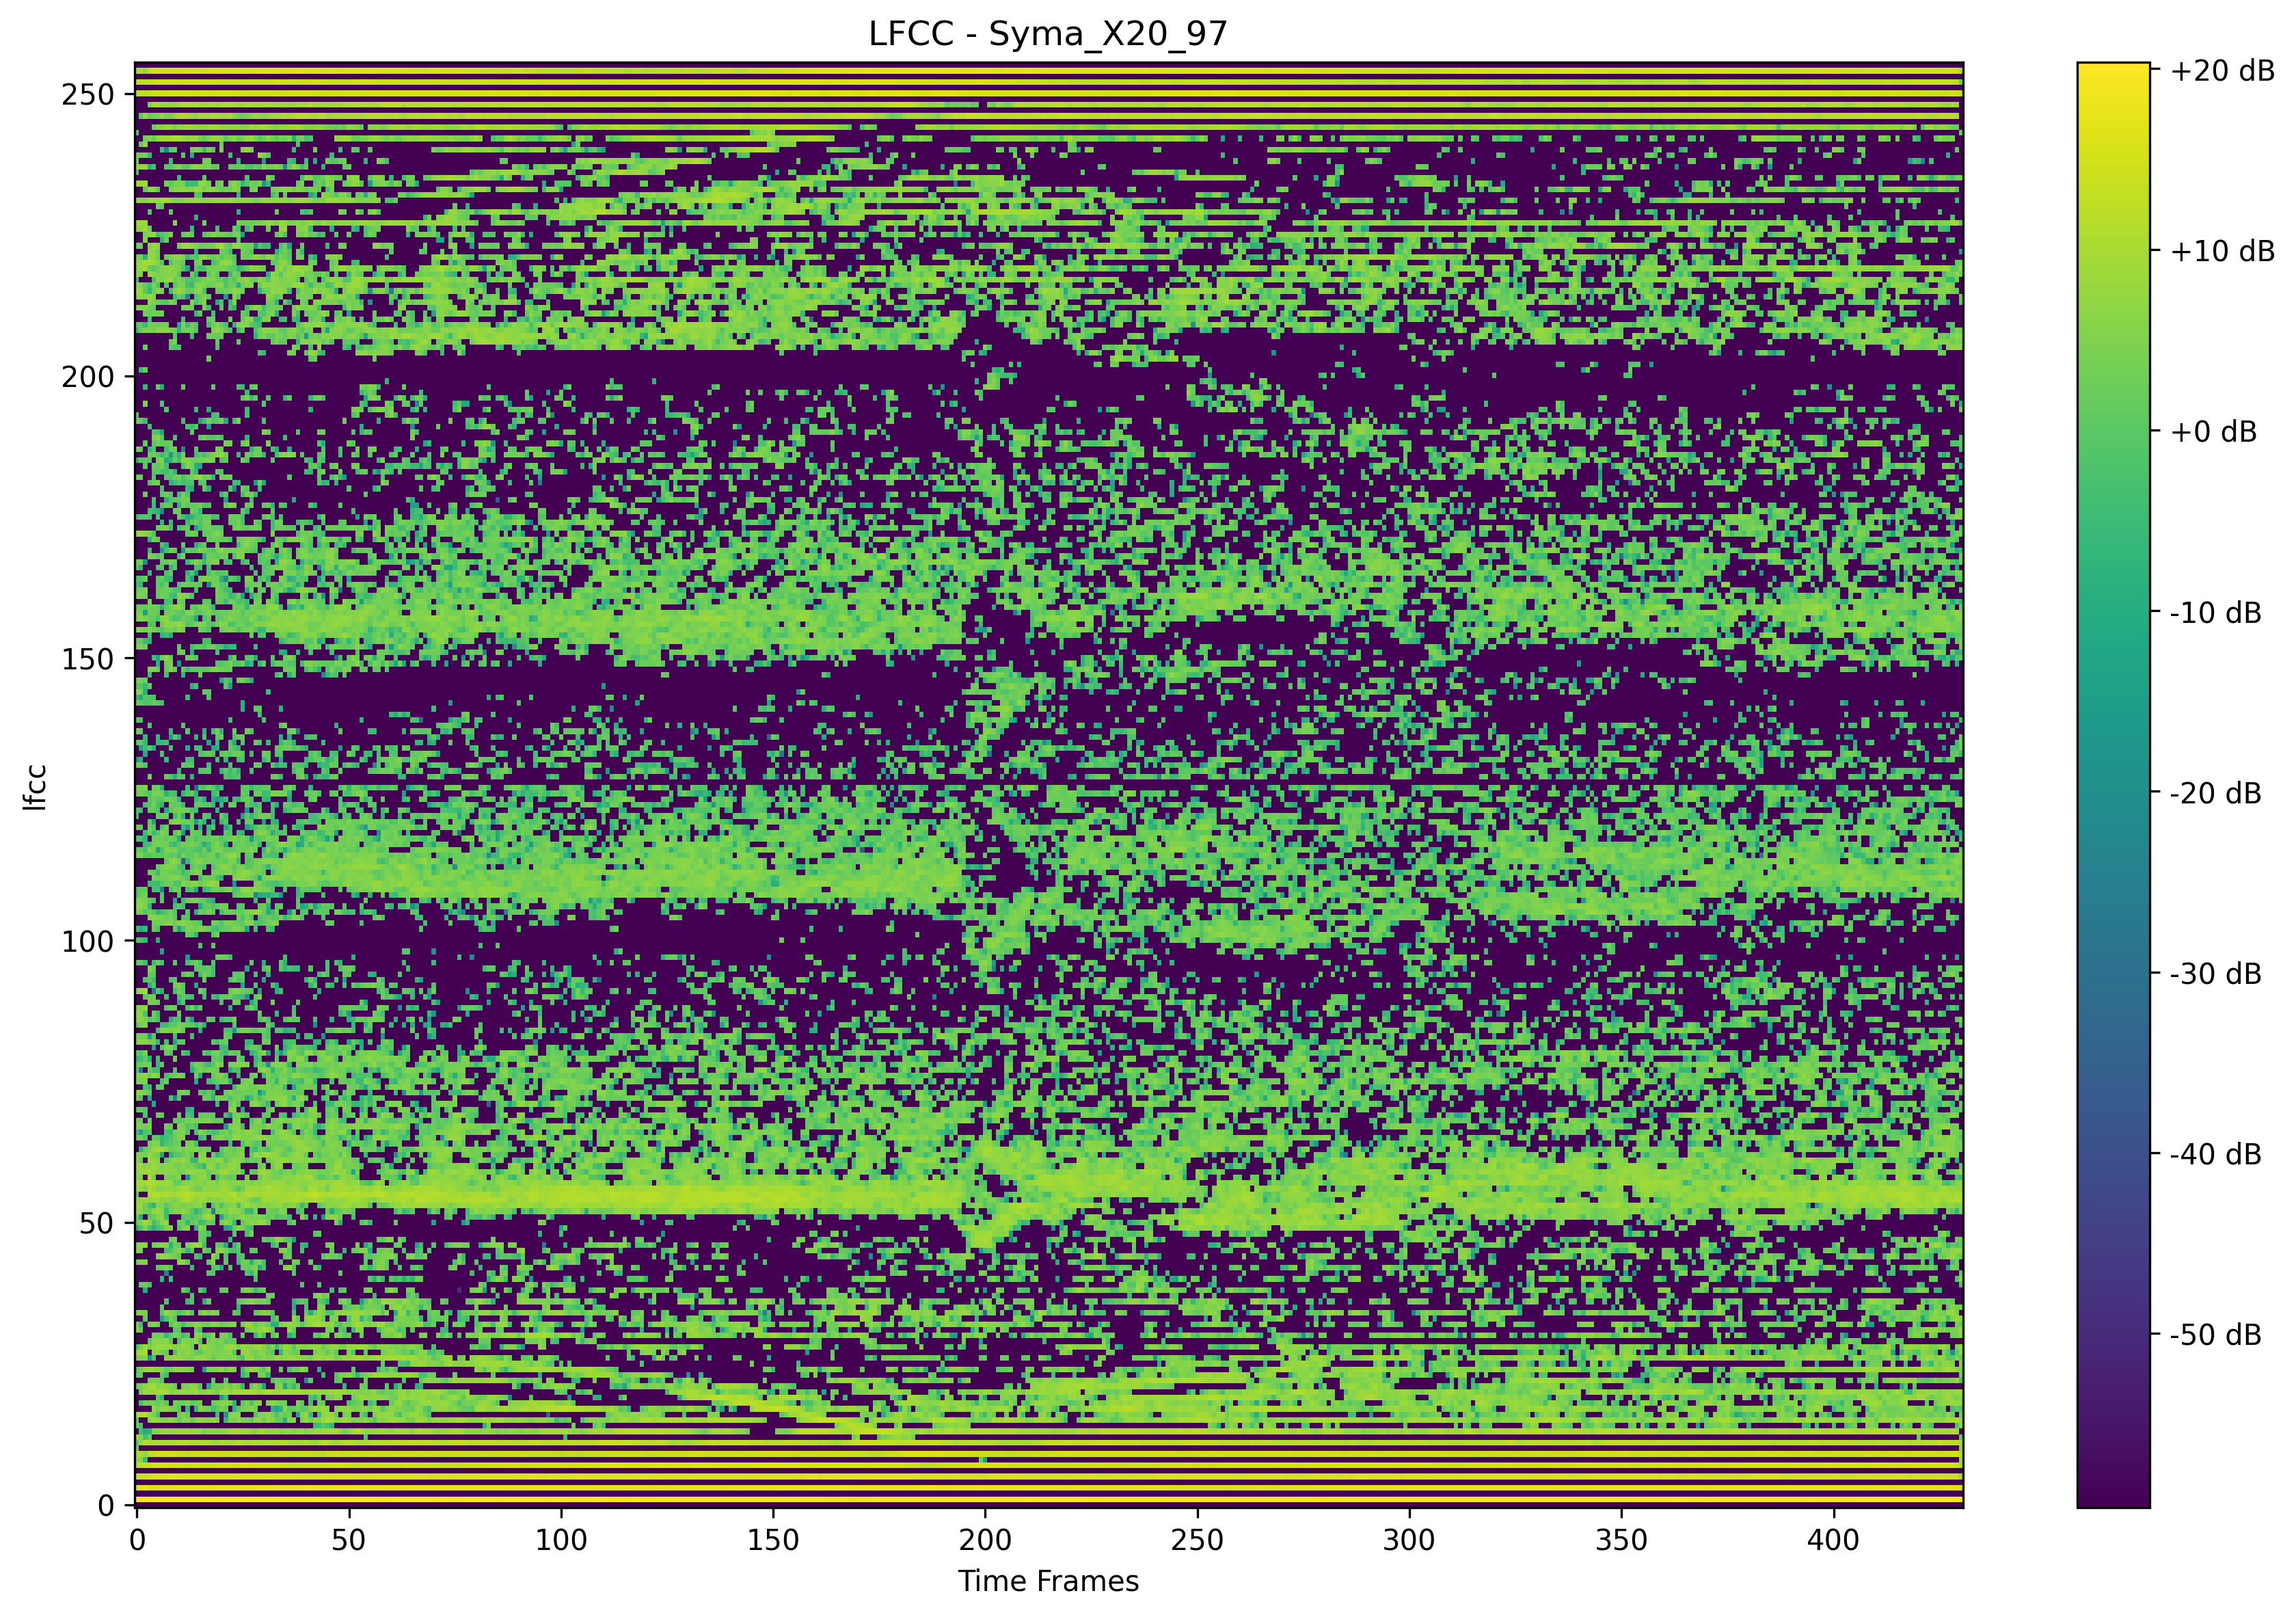 LFCC - Syma_X20_97
250
200
150
100
50
0
lfcc
0 50 100 150 200 250 300 350 400
Time Frames
+20 dB
+10 dB
+0 dB
-10 dB
-20 dB
-30 dB
-40 dB
-50 dB